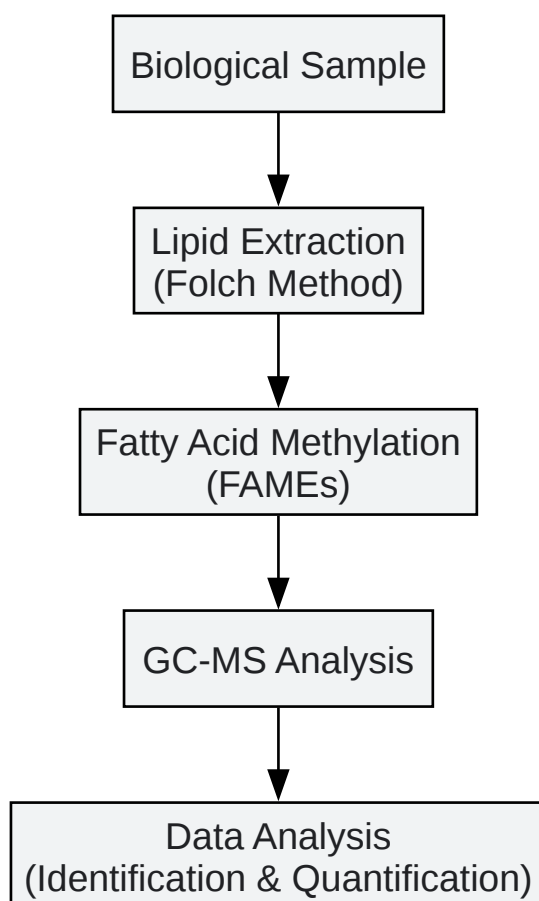 Biological Sample
Lipid Extraction
(Folch Method)
Fatty Acid Methylation
(FAMEs)
GC-MS Analysis
Data Analysis
(Identification & Quantification)